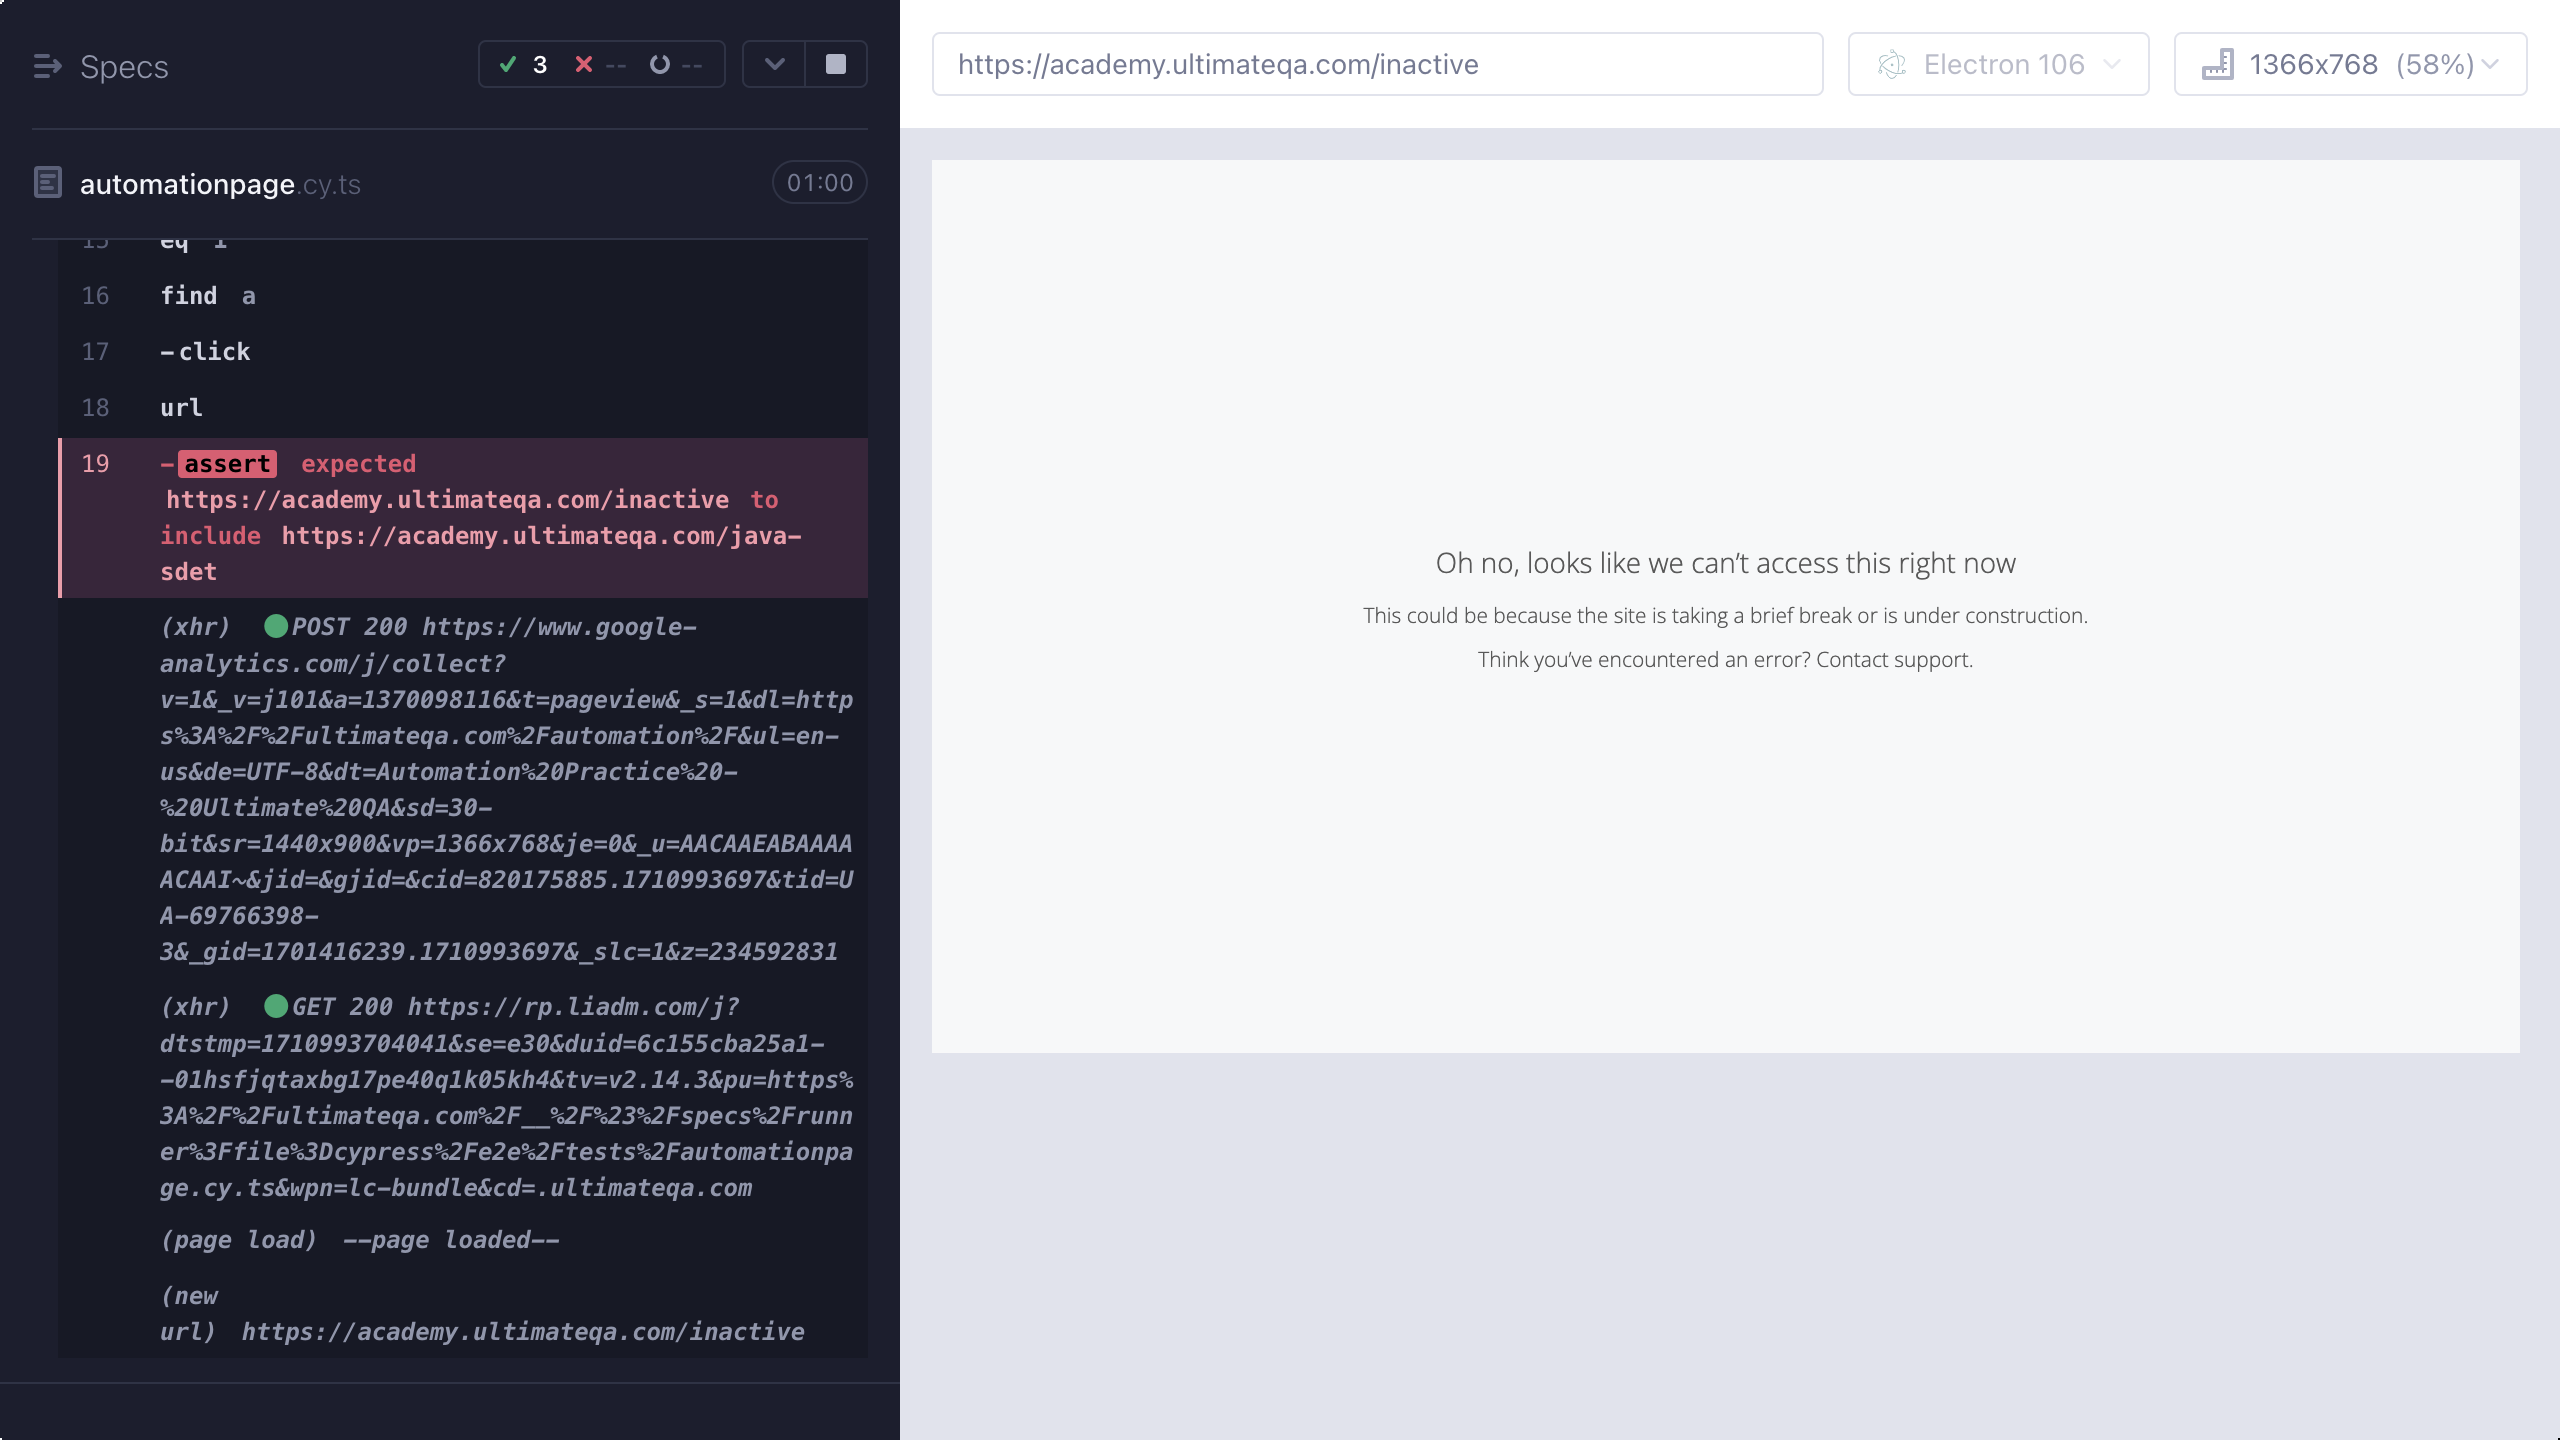 Specs
3 -- --
automationpage.cy.ts
01:00
15 eq 1
16 find a
17 -click
18 url
19 -assert expected
https://academy.ultimateqa.com/inactive to
include https://academy.ultimateqa.com/java-
sdet
(xhr) POST 200 https://www.google-
analytics.com/j/collect?
v=1&_v=j101&a=1370098116&t=pageview&_s=1&dl=http
s%3A%2F%2Fultimateqa.com%2Fautomation%2F&ul=en-
us&de=UTF-8&dt=Automation%20Practice%20-
%20Ultimate%20QA&sd=30-
bit&sr=1440x900&vp=1366x768&je=0&_u=AACAAEABAAAA
ACAAI~&jid=&gjid=&cid=820175885.1710993697&tid=U
A-69766398-
3&_gid=1701416239.1710993697&_slc=1&z=234592831
(xhr) GET 200 https://rp.liadm.com/j?
dtstmp=1710993704041&se=e30&duid=6c155cba25a1-
-01hsfjqtaxbg17pe40q1k05kh4&tv=v2.14.3&pu=https%
3A%2F%2Fultimateqa.com%2F__%2F%23%2Fspecs%2Frunn
er%3Ffile%3Dcypress%2Fe2e%2Ftests%2Fautomationpa
ge.cy.ts&wpn=lc-bundle&cd=.ultimateqa.com
(page load) --page loaded--
(new
url) https://academy.ultimateqa.com/inactive
https://academy.ultimateqa.com/inactive
Electron 106
1366x768 (58%)
Oh no, looks like we can’t access this right now
This could be because the site is taking a brief break or is under construction.
Think you’ve encountered an error? Contact support.